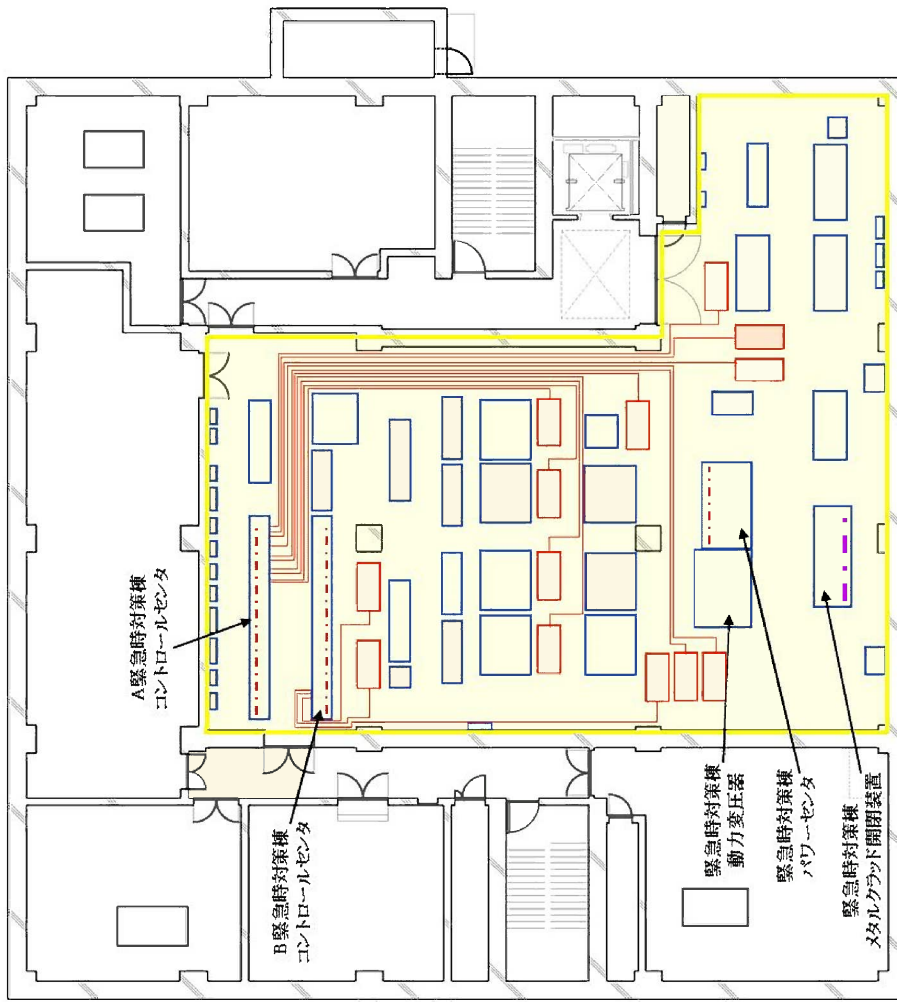 A緊急時対策棟
コントロールセンタ
B緊急時対策棟
コントロールセンタ
緊急時対策棟
動力変圧器
緊急時対策棟
パワーセンタ
緊急時対策棟
メタルクラッド開閉装置